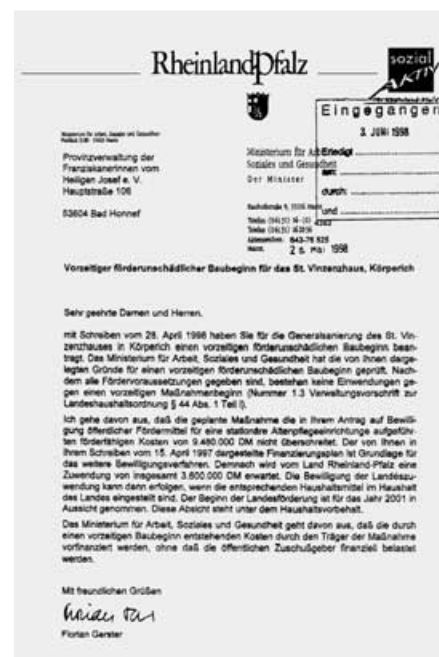 RheinlandPfalz
sozial
AKTIV
Eingegangen
3. JUNI 1998
Erledigt
am:
durch:
und
Provinzverwaltung der
Franziskanerinnen vom
Heiligen Josef e. V.
Hauptstraße 106
53604 Bad Honnef
Ministerium für
Soziales und Gesundheit
Der Minister
643-76 525
Mai 1998
Vorzeitiger förderunschädlicher Baubeginn für das St. Vinzenzhaus, Körperich
Sehr geehrte Damen und Herren,
mit Schreiben vom 28. April 1998 haben Sie für die Generalsanierung des St. Vin-
zenzhauses in Körperich einen vorzeitigen förderunschädlichen Baubeginn bean-
tragt. Das Ministerium für Arbeit, Soziales und Gesundheit hat die von Ihnen darge-
legten Gründe für einen vorzeitigen förderunschädlichen Baubeginn geprüft. Nach-
dem alle Fördervoraussetzungen gegeben sind, bestehen keine Einwendungen ge-
gen einen vorzeitigen Maßnahmenbeginn (Nummer 1.3 Verwaltungsvorschrift zur
Landeshaushaltsordnung § 44 Abs. 1 Teil I).
Ich gehe davon aus, daß die geplante Maßnahme die in Ihrem Antrag auf Bewilli-
gung öffentlicher Fördermittel für eine stationäre Altenpflegeeinrichtung aufgeführ-
ten förderfähigen Kosten von 9.480.000 DM nicht überschreitet. Der von Ihnen in
Ihrem Schreiben vom 15. April 1997 dargestellte Finanzierungsplan ist Grundlage für
das weitere Bewilligungsverfahren. Demnach wird vom Land Rheinland-Pfalz eine
Zuwendung von insgesamt 3.600.000 DM erwartet. Die Bewilligung der Landeszu-
wendung kann dann erfolgen, wenn die entsprechenden Haushaltsmittel im Haushalt
des Landes eingestellt sind. Der Beginn der Landesförderung ist für das Jahr 2001 in
Aussicht genommen. Diese Absicht steht unter dem Haushaltsvorbehalt.
Das Ministerium für Arbeit, Soziales und Gesundheit geht davon aus, daß die durch
einen vorzeitigen Baubeginn entstehenden Kosten durch den Träger der Maßnahme
vorfinanziert werden, ohne daß die öffentlichen Zuschußgeber finanziell belastet
werden.
Mit freundlichen Grüßen
Florian Gerster